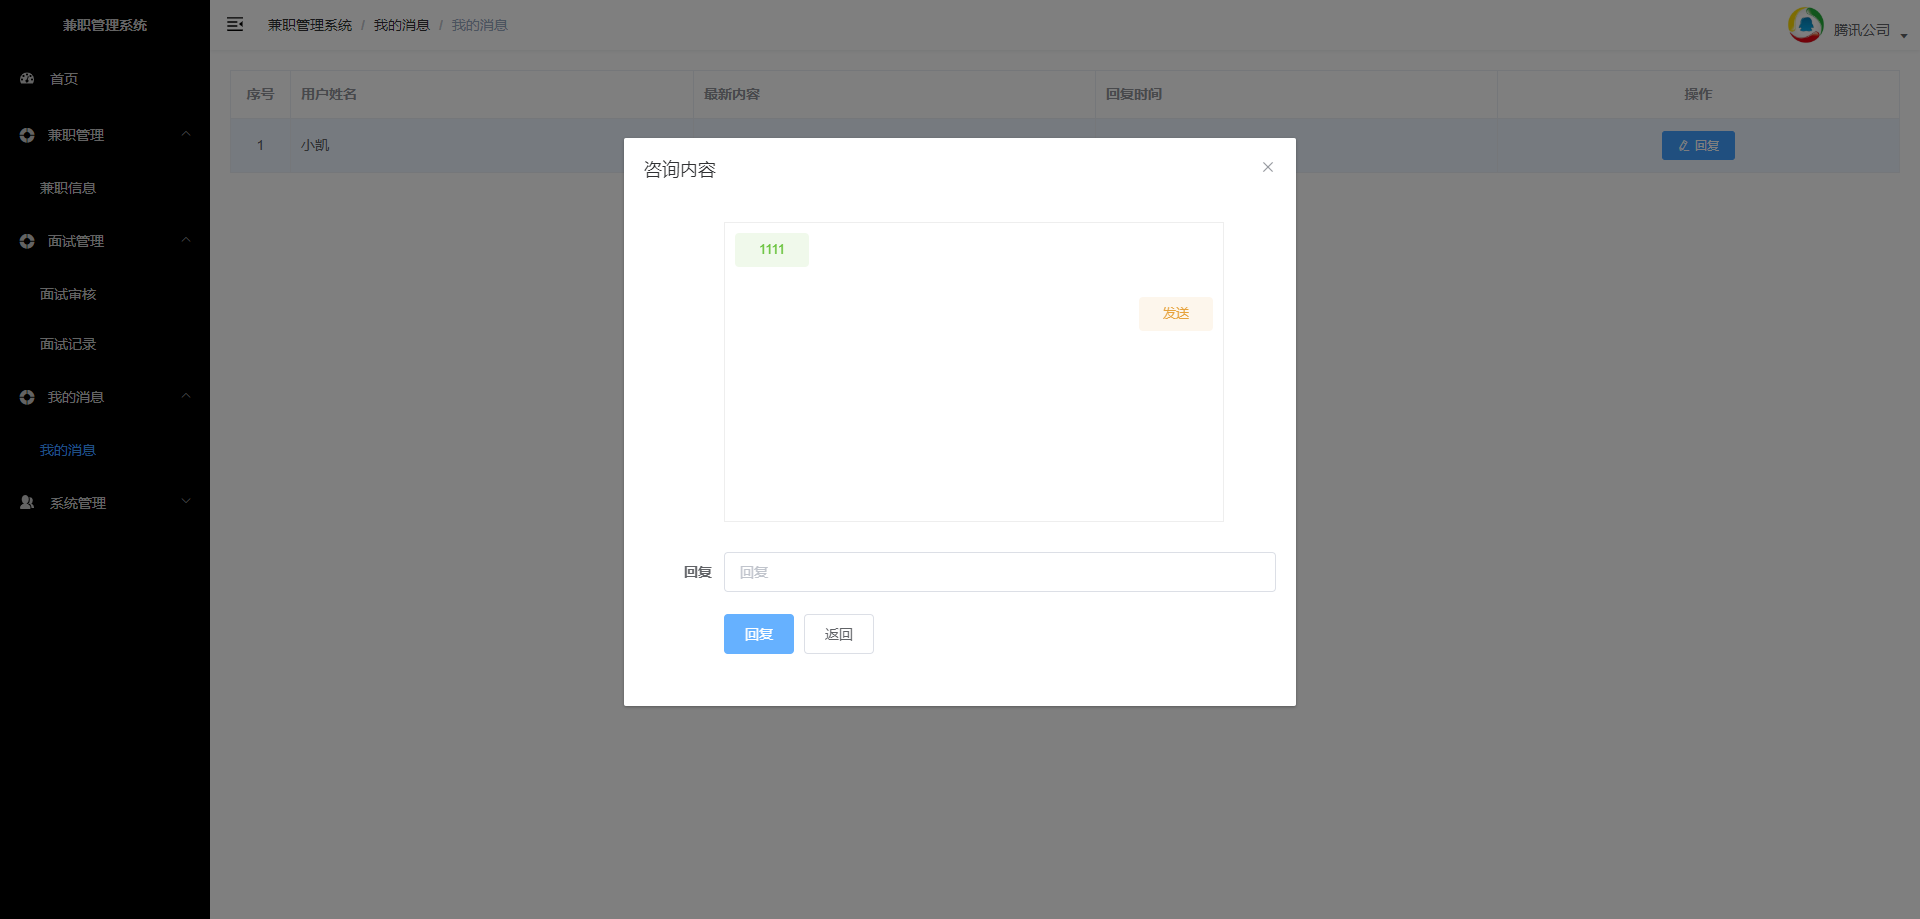 兼职管理系统
首页
兼职管理
兼职信息
面试管理
面试审核
面试记录
我的消息
我的消息
系统管理
兼职管理系统 / 我的消息 / 我的消息
腾讯公司
序号 用户姓名 最新内容 回复时间 操作
1 小凯 回复
咨询内容
1111
发送
回复 回复
回复 返回